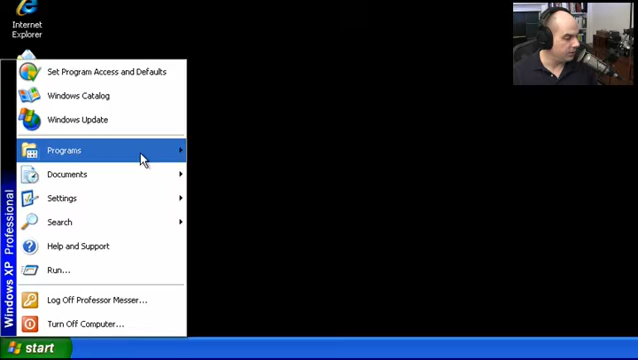 Internet
Explorer
Set Program Access and Defaults
Windows Catalog
Windows Update
Programs
Documents
Settings
Search
Help and Support
Run...
Log Off Professor Messer...
Turn Off Computer...
Windows XP Professional
start